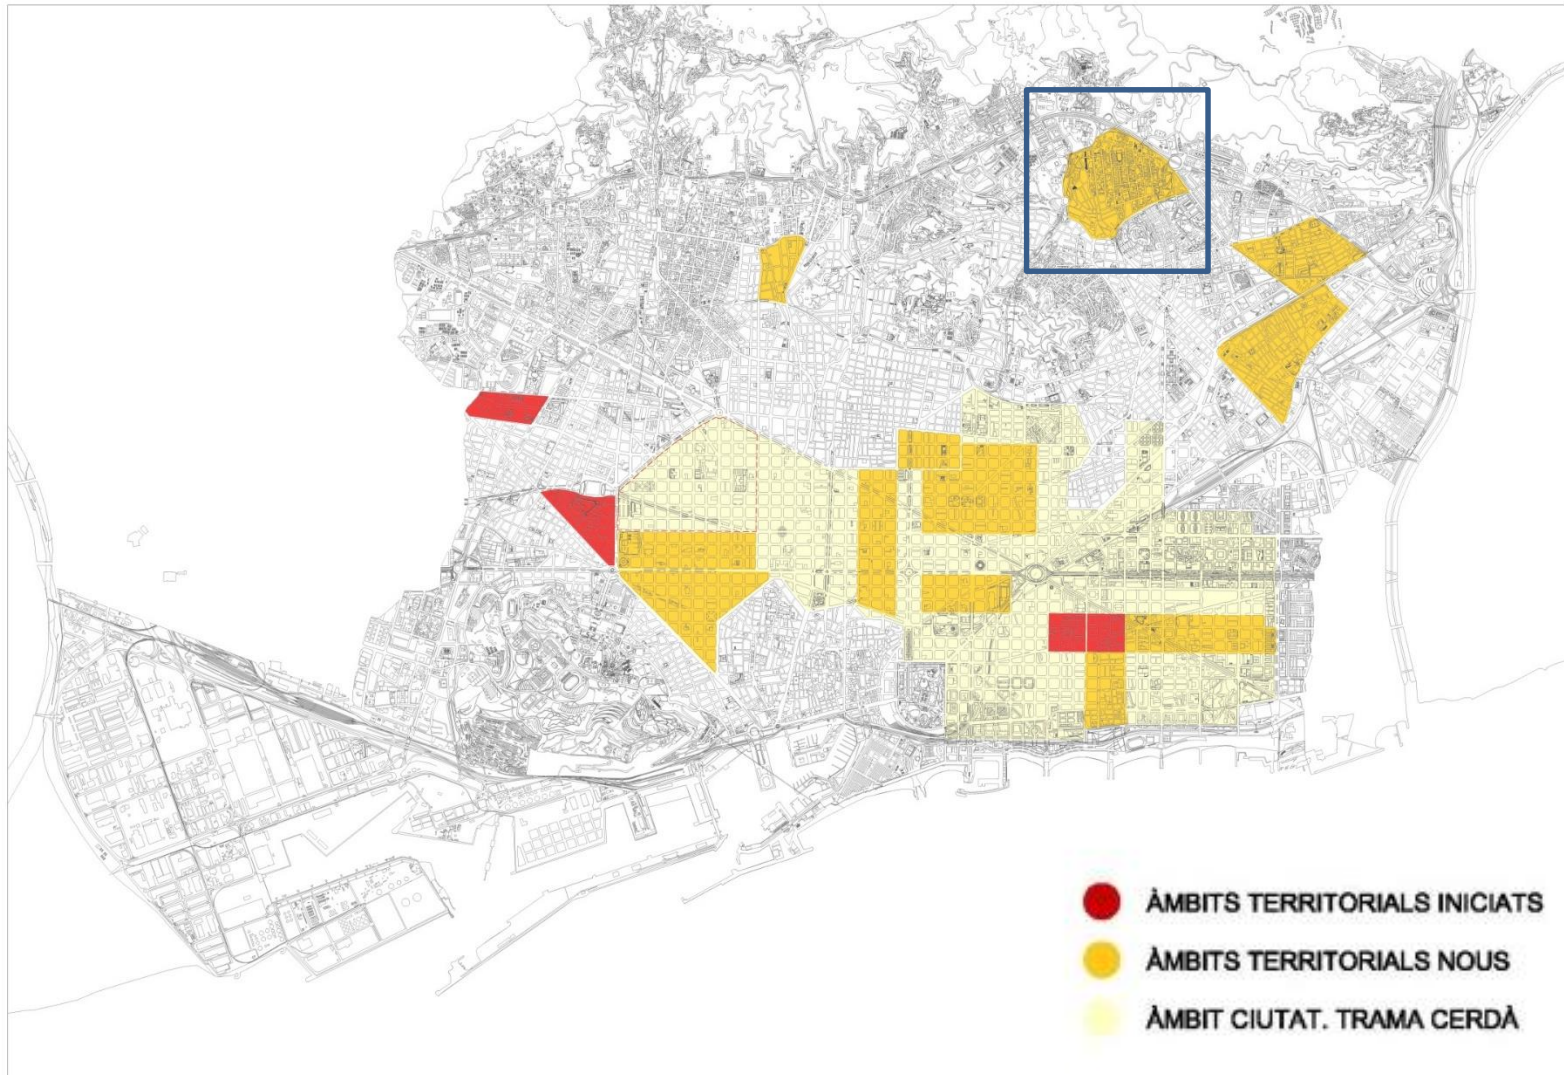 ÀMBITS TERRITORIALS INICIATS
ÀMBITS TERRITORIALS NOUS
ÀMBIT CIUTAT. TRAMA CERDÀ